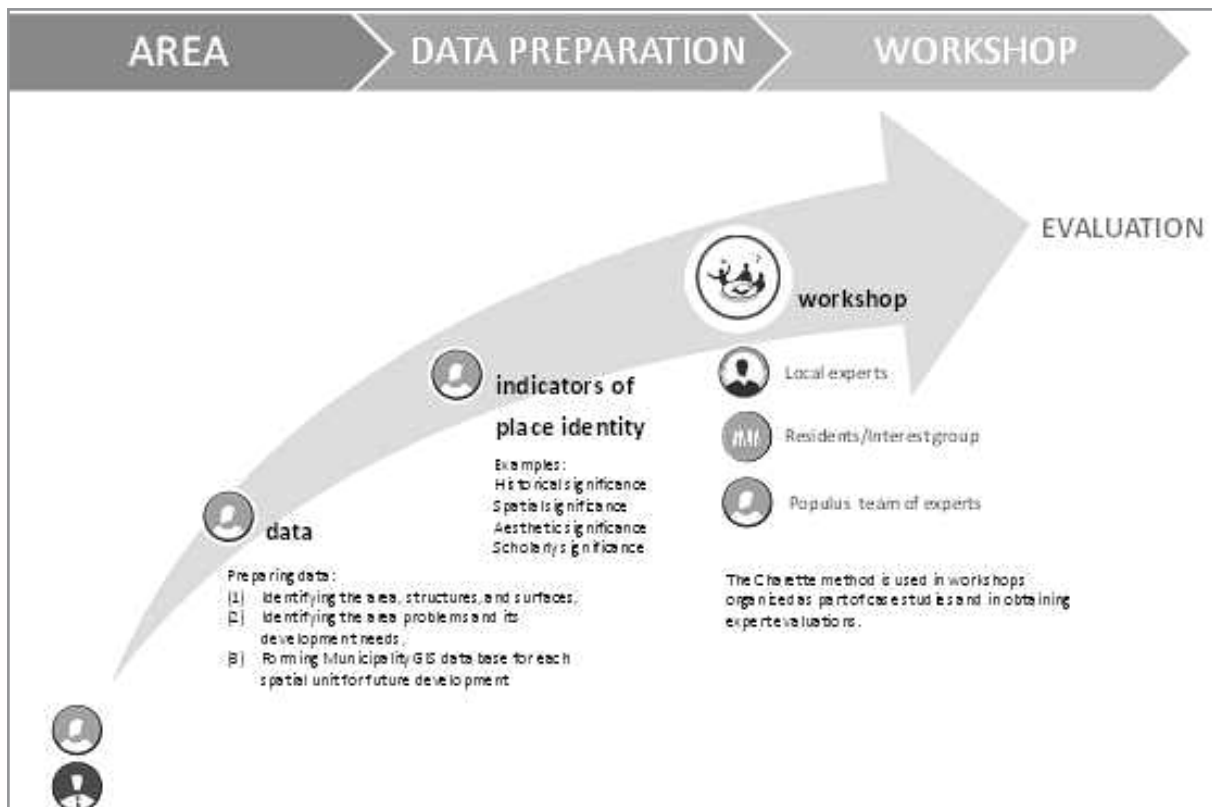 AREA
DATA PREPARATION
WORKSHOP
EVALUATION
workshop
Local experts
Residents/Interest group
Populus team of experts
The Charette method is used in workshops
organized as part of case studies and in obtaining
expert evaluations.
indicators of
place identity
Examples:
Historical significance
Spatial significance
Aesthetic significance
Scholarly significance
data
Preparing data:
(1) Identifying the area, structures, and surfaces,
(2) Identifying the area problems and its
development needs,
(3) Forming Municipality GIS data base for each
spatial unit for future development